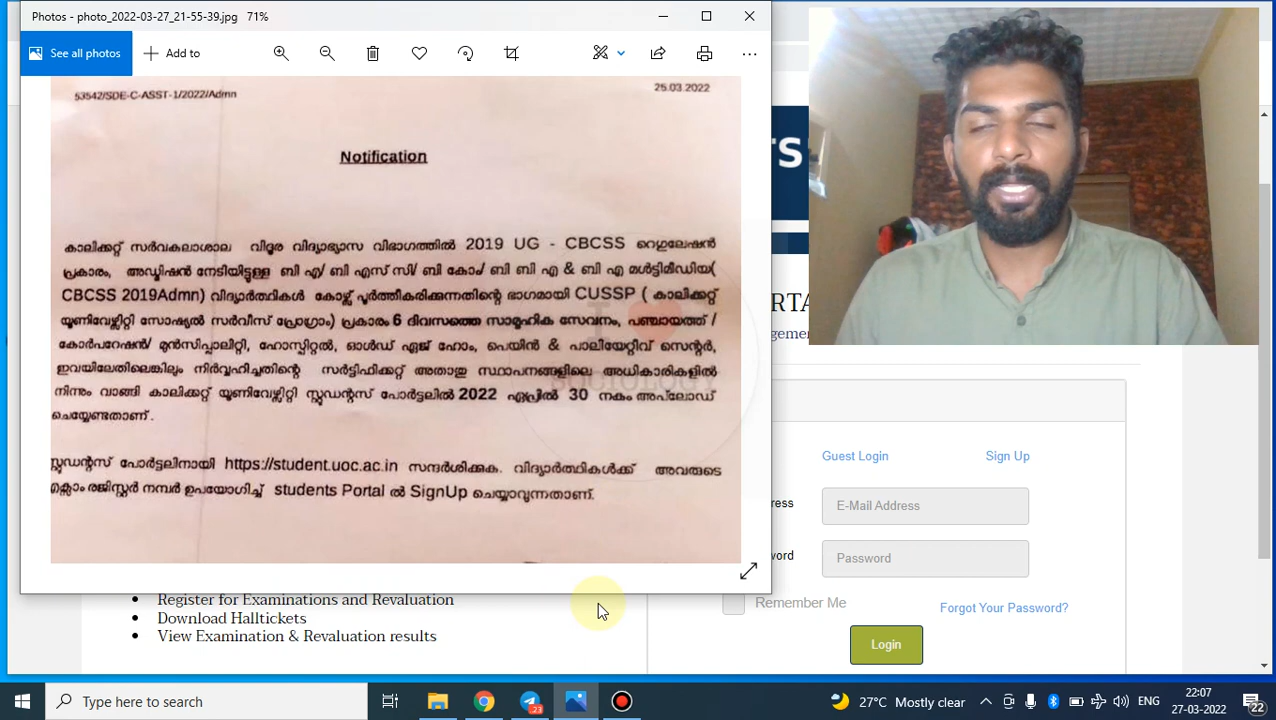 Photos - photo_2022-03-27_21-55-39.jpg 71%
See all photos
Add to
53542/SDE-C-ASST-1/2022/Admn
25.03.2022
Notification
കാലിക്കറ്റ് സർവകലാശാല വിദൂര വിദ്യാഭ്യാസ വിഭാഗത്തിൽ 2019 UG - CBCSS റെഗുലേഷൻ
പ്രകാരം, അഡ്മിഷൻ നേടിയിട്ടുള്ള ബി എ/ ബി എസ് സി/ ബി കോം/ ബി ബി എ & ബി എ മൾട്ടിമീഡിയ(
CBCSS 2019Admn) വിദ്യാർത്ഥികൾ കോഴ്സ് പൂർത്തീകരിക്കുന്നതിന്റെ ഭാഗമായി CUSSP ( കാലിക്കറ്റ്
യൂണിവേഴ്സിറ്റി സോഷ്യൽ സർവീസ് പ്രോഗ്രാം) പ്രകാരം 6 ദിവസത്തെ സാമൂഹിക സേവനം, പഞ്ചായത്ത് /
കോർപറേഷൻ/ മുൻസിപ്പാലിറ്റി, ഹോസ്പിറ്റൽ, ഓൾഡ് ഏജ് ഹോം, പെയിൻ & പാലിയേറ്റീവ് സെന്റർ,
ഇവയിലേതിലെങ്കിലും നിർവ്വഹിച്ചതിന്റെ സർട്ടിഫിക്കറ്റ് അതാതു സ്ഥാപനങ്ങളിലെ അധികാരികളിൽ
നിന്നും വാങ്ങി കാലിക്കറ്റ് യൂണിവേഴ്സിറ്റി സ്റ്റുഡന്റസ് പോർട്ടലിൽ 2022 ഏപ്രിൽ 30 നകം അപ്‌ലോഡ്
ചെയ്യേണ്ടതാണ് .
സ്റ്റുഡന്റസ് പോർട്ടലിനായി https://student.uoc.ac.in സന്ദർശിക്കുക. വിദ്യാർത്ഥികൾക്ക് അവരുടെ
എക്സാം രജിസ്റ്റർ നമ്പർ ഉപയോഗിച്ച് students Portal ൽ SignUp ചെയ്യാവുന്നതാണ്.
SOCIOLOGY
Guest Login
Sign Up
E-Mail Address
Password
Remember Me
Forgot Your Password?
Login
Register for Examinations and Revaluation
Download Halltickets
View Examination & Revaluation results
Type here to search
23
27°C Mostly clear
ENG
22:07
27-03-2022
22